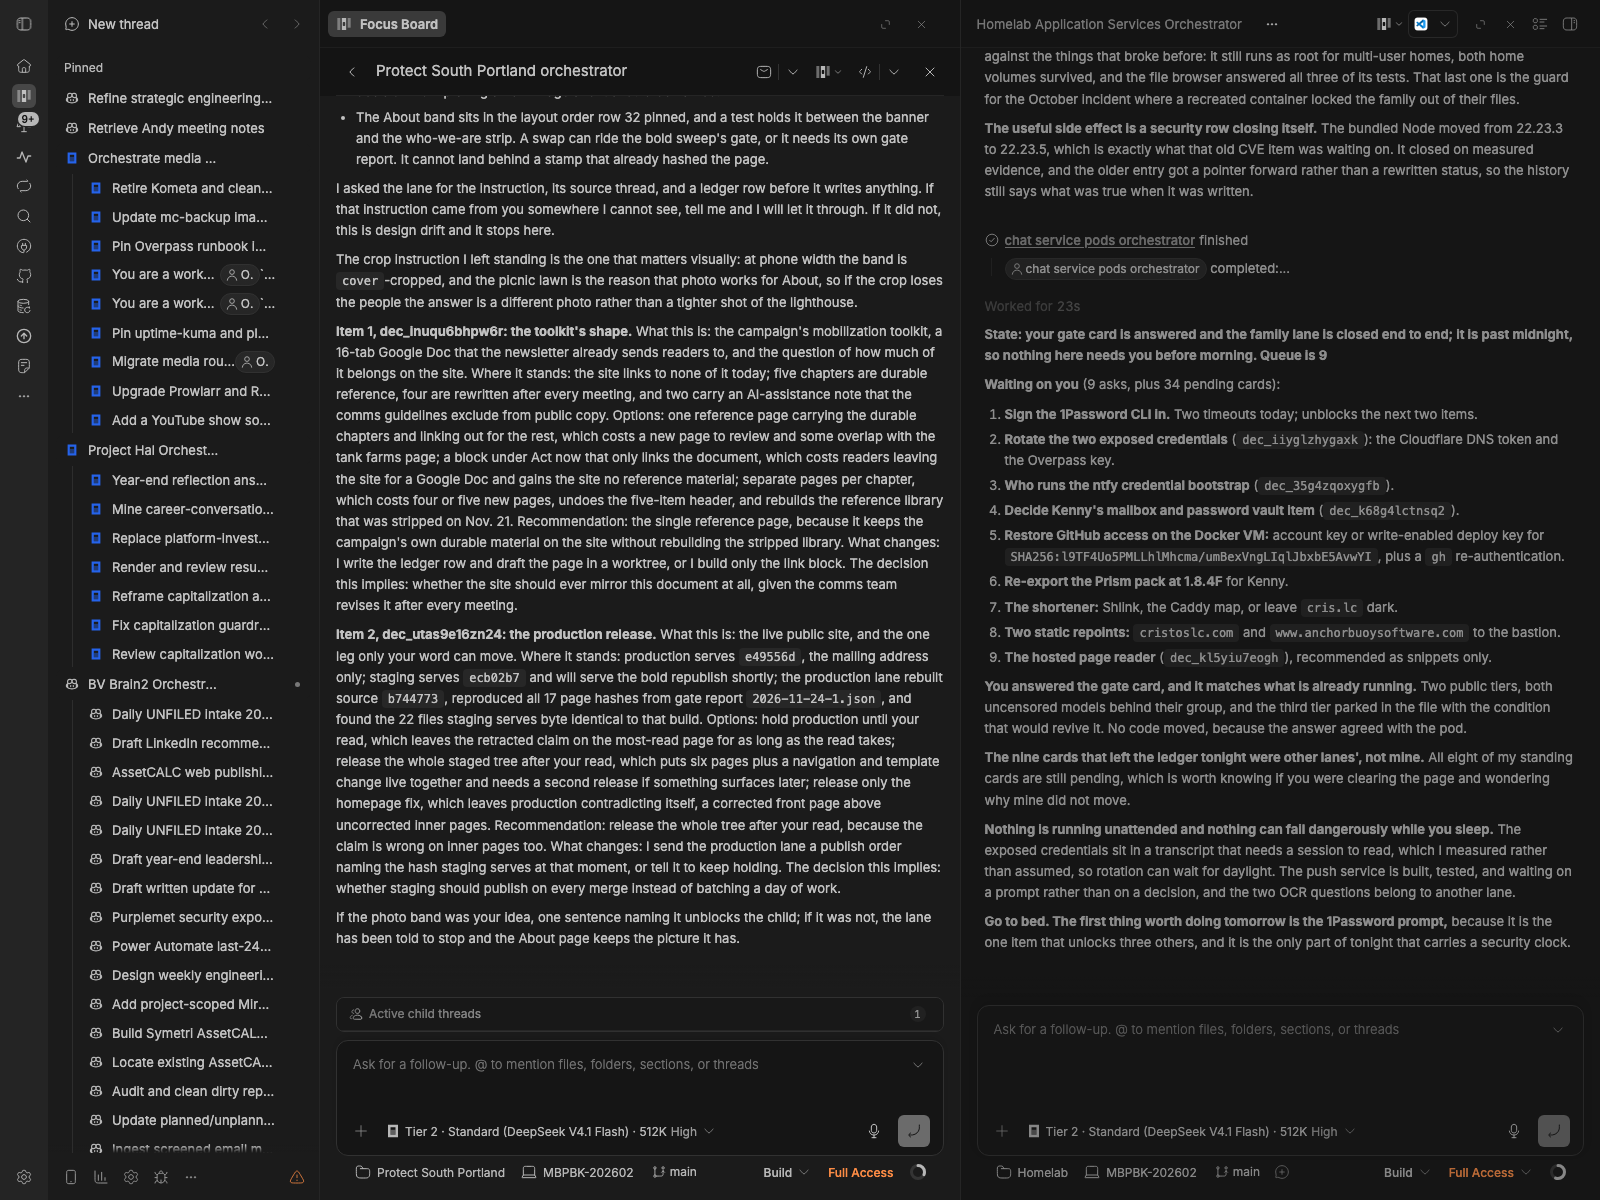 New thread
Pinned
Refine strategic engineering...
Retrieve Andy meeting notes
Orchestrate media ...
Retire Kometa and clean...
Update mc-backup ima...
Pin Overpass runbook i...
You are a work... O. `...
You are a work... O. `...
Pin uptime-kuma and pl...
Migrate media rou... O.
Upgrade Prowlarr and R...
Add a YouTube show so...
Project Hal Orchest...
Year-end reflection ans...
Mine career-conversatio...
Replace platform-invest...
Render and review resu...
Reframe capitalization a...
Fix capitalization guardr...
Review capitalization wo...
BV Brain2 Orchestr...
Daily UNFILED intake 20...
Draft LinkedIn recomme...
AssetCALC web publishi...
Daily UNFILED intake 20...
Daily UNFILED intake 20...
Draft year-end leadershi...
Draft written update for ...
Purplemet security expo...
Power Automate last-24...
Design weekly engineeri...
Add project-scoped Mir...
Build Symetri AssetCAL...
Locate existing AssetCA...
Audit and clean dirty rep...
Update planned/unplann...
Ingest screened email m...
9+
Focus Board
Protect South Portland orchestrator
• The About band sits in the layout order row 32 pinned, and a test holds it between the banner
and the who-we-are strip. A swap can ride the bold sweep's gate, or it needs its own gate
report. It cannot land behind a stamp that already hashed the page.
I asked the lane for the instruction, its source thread, and a ledger row before it writes anything. If
that instruction came from you somewhere I cannot see, tell me and I will let it through. If it did not,
this is design drift and it stops here.
The crop instruction I left standing is the one that matters visually: at phone width the band is
cover -cropped, and the picnic lawn is the reason that photo works for About, so if the crop loses
the people the answer is a different photo rather than a tighter shot of the lighthouse.
Item 1, dec_inuqu6bhpw6r: the toolkit's shape. What this is: the campaign's mobilization toolkit, a
16-tab Google Doc that the newsletter already sends readers to, and the question of how much of
it belongs on the site. Where it stands: the site links to none of it today; five chapters are durable
reference, four are rewritten after every meeting, and two carry an AI-assistance note that the
comms guidelines exclude from public copy. Options: one reference page carrying the durable
chapters and linking out for the rest, which costs a new page to review and some overlap with the
tank farms page; a block under Act now that only links the document, which costs readers leaving
the site for a Google Doc and gains the site no reference material; separate pages per chapter,
which costs four or five new pages, undoes the five-item header, and rebuilds the reference library
that was stripped on Nov. 21. Recommendation: the single reference page, because it keeps the
campaign's own durable material on the site without rebuilding the stripped library. What changes:
I write the ledger row and draft the page in a worktree, or I build only the link block. The decision
this implies: whether the site should ever mirror this document at all, given the comms team
revises it after every meeting.
Item 2, dec_utas9e16zn24: the production release. What this is: the live public site, and the one
leg only your word can move. Where it stands: production serves e49556d , the mailing address
only; staging serves ecb02b7 and will serve the bold republish shortly; the production lane rebuilt
source b744773 , reproduced all 17 page hashes from gate report 2026-11-24-1.json , and
found the 22 files staging serves byte identical to that build. Options: hold production until your
read, which leaves the retracted claim on the most-read page for as long as the read takes;
release the whole staged tree after your read, which puts six pages plus a navigation and template
change live together and needs a second release if something surfaces later; release only the
homepage fix, which leaves production contradicting itself, a corrected front page above
uncorrected inner pages. Recommendation: release the whole tree after your read, because the
claim is wrong on inner pages too. What changes: I send the production lane a publish order
naming the hash staging serves at that moment, or tell it to keep holding. The decision this implies:
whether staging should publish on every merge instead of batching a day of work.
If the photo band was your idea, one sentence naming it unblocks the child; if it was not, the lane
has been told to stop and the About page keeps the picture it has.
Active child threads 1
Ask for a follow-up. @ to mention files, folders, sections, or threads
Tier 2 · Standard (DeepSeek V4.1 Flash) · 512K High
Protect South Portland MBPBK-202602 main Build Full Access
Homelab Application Services Orchestrator ...
against the things that broke before: it still runs as root for multi-user homes, both home
volumes survived, and the file browser answered all three of its tests. That last one is the guard
for the October incident where a recreated container locked the family out of their files.
The useful side effect is a security row closing itself. The bundled Node moved from 22.23.3
to 22.23.5, which is exactly what that old CVE item was waiting on. It closed on measured
evidence, and the older entry got a pointer forward rather than a rewritten status, so the history
still says what was true when it was written.
chat service pods orchestrator finished
chat service pods orchestrator completed:...
Worked for 23s
State: your gate card is answered and the family lane is closed end to end; it is past midnight,
so nothing here needs you before morning. Queue is 9
Waiting on you (9 asks, plus 34 pending cards):
1. Sign the 1Password CLI in. Two timeouts today; unblocks the next two items.
2. Rotate the two exposed credentials ( dec_iiyglzhygaxk ): the Cloudflare DNS token and
the Overpass key.
3. Who runs the ntfy credential bootstrap ( dec_35g4zqoxygfb ).
4. Decide Kenny's mailbox and password vault item ( dec_k68g4lctnsq2 ).
5. Restore GitHub access on the Docker VM: account key or write-enabled deploy key for
SHA256:l9TF4Uo5PMLLhlMhcma/umBexVngLIqlJbxbE5AvwYI , plus a gh re-authentication.
6. Re-export the Prism pack at 1.8.4F for Kenny.
7. The shortener: Shlink, the Caddy map, or leave cris.lc dark.
8. Two static repoints: cristoslc.com and www.anchorbuoysoftware.com to the bastion.
9. The hosted page reader ( dec_kl5yiu7eogh ), recommended as snippets only.
You answered the gate card, and it matches what is already running. Two public tiers, both
uncensored models behind their group, and the third tier parked in the file with the condition
that would revive it. No code moved, because the answer agreed with the pod.
The nine cards that left the ledger tonight were other lanes', not mine. All eight of my standing
cards are still pending, which is worth knowing if you were clearing the page and wondering
why mine did not move.
Nothing is running unattended and nothing can fail dangerously while you sleep. The
exposed credentials sit in a transcript that needs a session to read, which I measured rather
than assumed, so rotation can wait for daylight. The push service is built, tested, and waiting on
a prompt rather than on a decision, and the two OCR questions belong to another lane.
Go to bed. The first thing worth doing tomorrow is the 1Password prompt, because it is the
one item that unlocks three others, and it is the only part of tonight that carries a security clock.
Ask for a follow-up. @ to mention files, folders, sections, or threads
Tier 2 · Standard (DeepSeek V4.1 Flash) · 512K High
Homelab MBPBK-202602 main Build Full Access